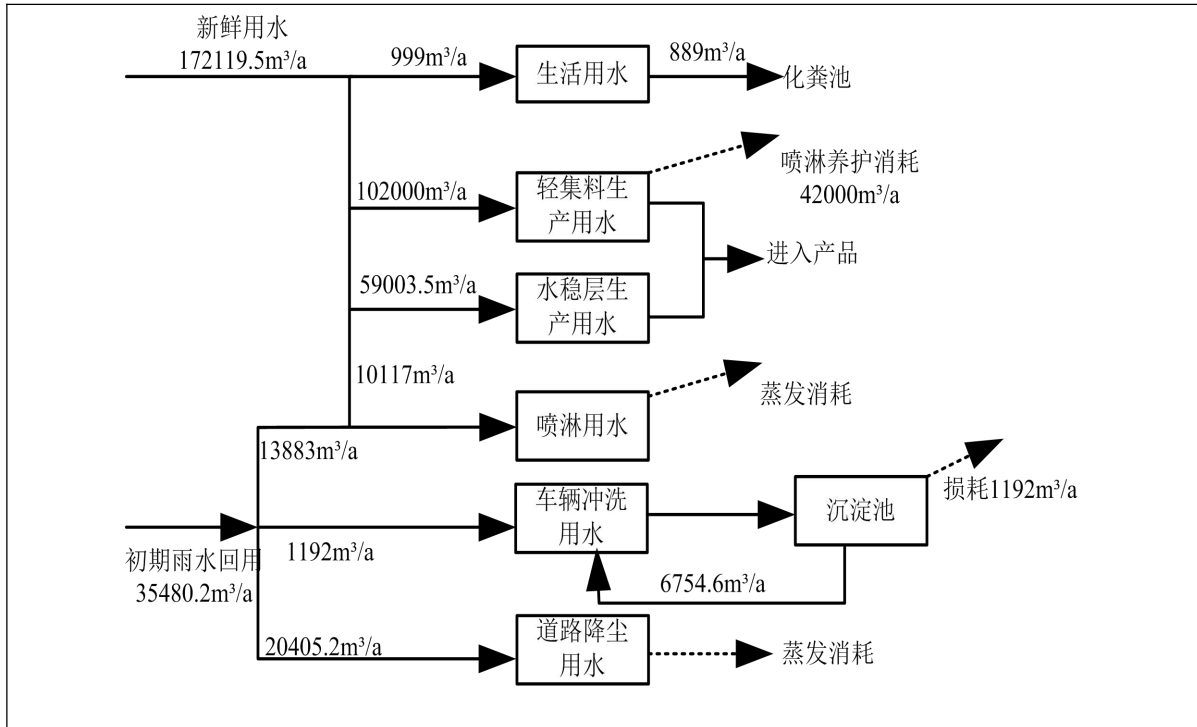 新鲜用水
172119.5m³/a
999m³/a
生活用水
889m³/a
化粪池
102000m³/a
轻集料生
产用水
喷淋养护消耗
42000m³/a
进入产品
59003.5m³/a
水稳层生
产用水
10117m³/a
喷淋用水
蒸发消耗
13883m³/a
初期雨水回用
35480.2m³/a
1192m³/a
车辆冲洗
用水
沉淀池
损耗1192m³/a
6754.6m³/a
20405.2m³/a
道路降尘
用水
蒸发消耗